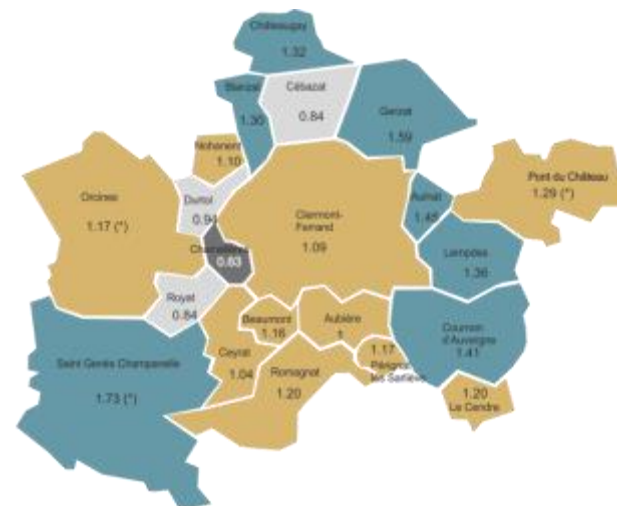 Châteaugay
1.32
Cébazat
0.84
Blanzat
1.30
Gerzat
1.59
Nohanent
1.10
Orcines
1.17 (*)
Durtol
0.94
Pont du Château
1.29 (*)
Aulnat
1.45
Clermont-
Ferrand
1.09
Chamalières
0.83
Lempdes
1.36
Royat
0.84
Beaumont
1.16
Aubière
1
Cournon
d'Auvergne
1.41
Saint Genès Champanelle
1.73 (*)
Ceyrat
1.04
Romagnat
1.20
1.17
Pérignat
lès Sarliève
1.20
Le Cendre